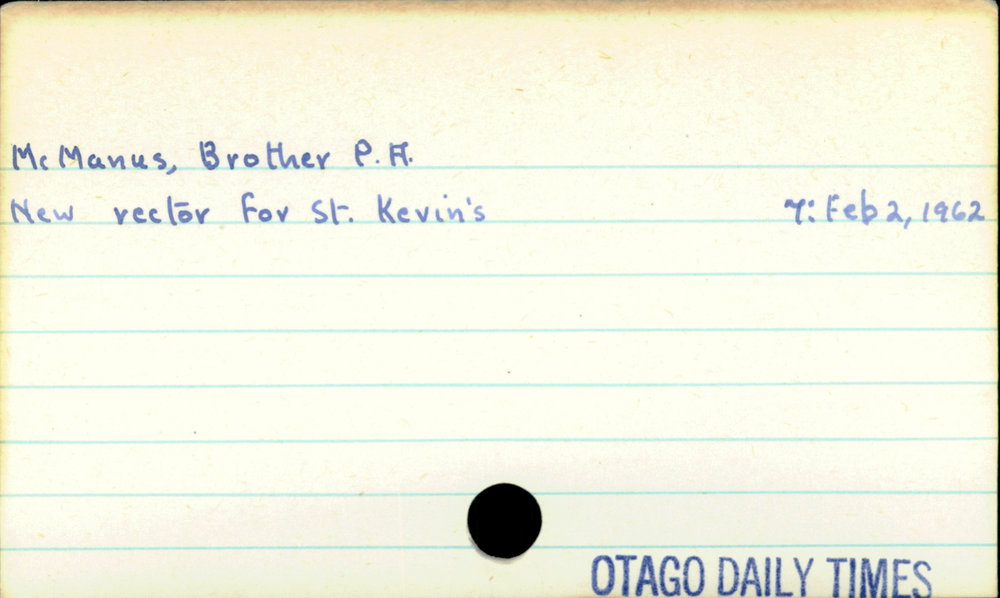 McManus, Brother P. A.
New rector for St. Kevin's 7: Feb 2, 1962
OTAGO DAILY TIMES